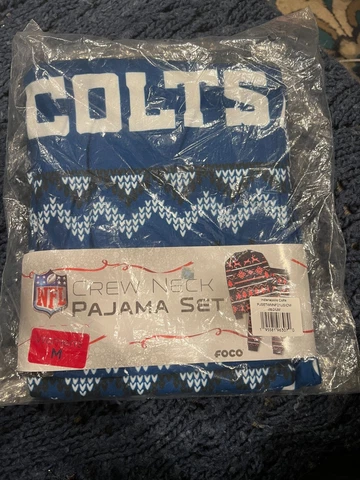 COLTS
NFL
CREW NECK
PAJAMA SET
M
FOCO